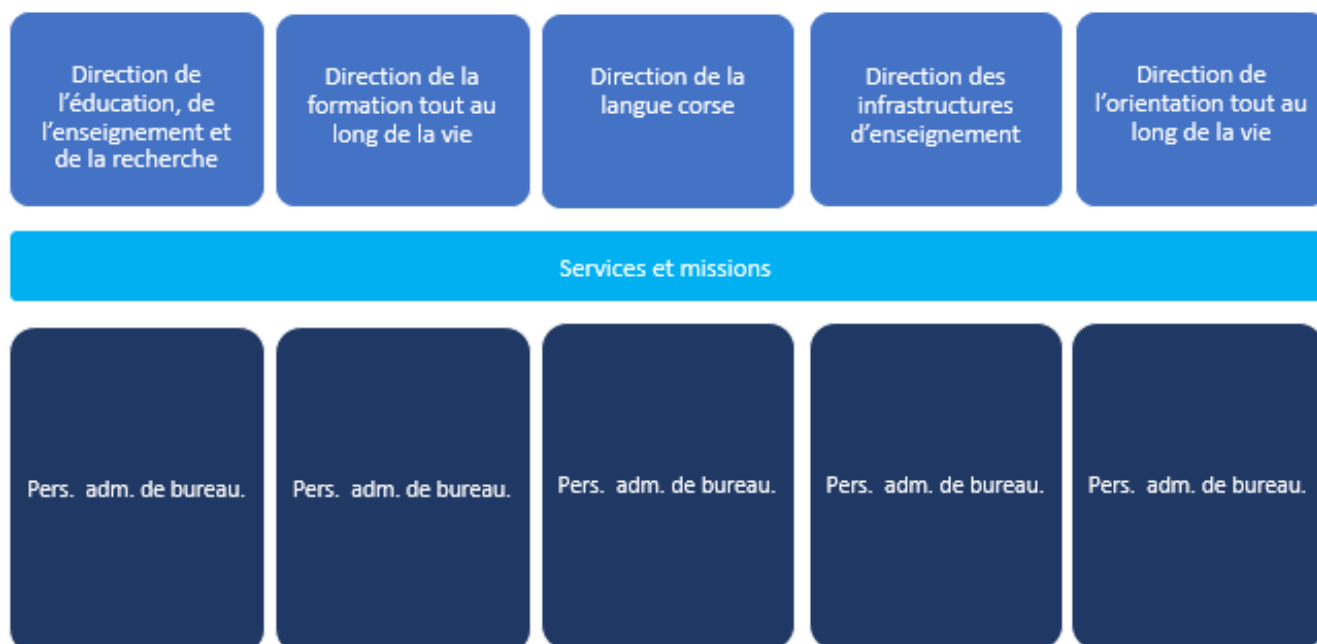 Direction de
l’éducation, de
l’enseignement et
de la recherche
Direction de la
formation tout au
long de la vie
Direction de la
langue corse
Direction des
infrastructures
d’enseignement
Direction de
l’orientation tout au
long de la vie
Services et missions
Pers.  adm. de bureau.
Pers.  adm. de bureau.
Pers.  adm. de bureau.
Pers.  adm. de bureau.
Pers.  adm. de bureau.